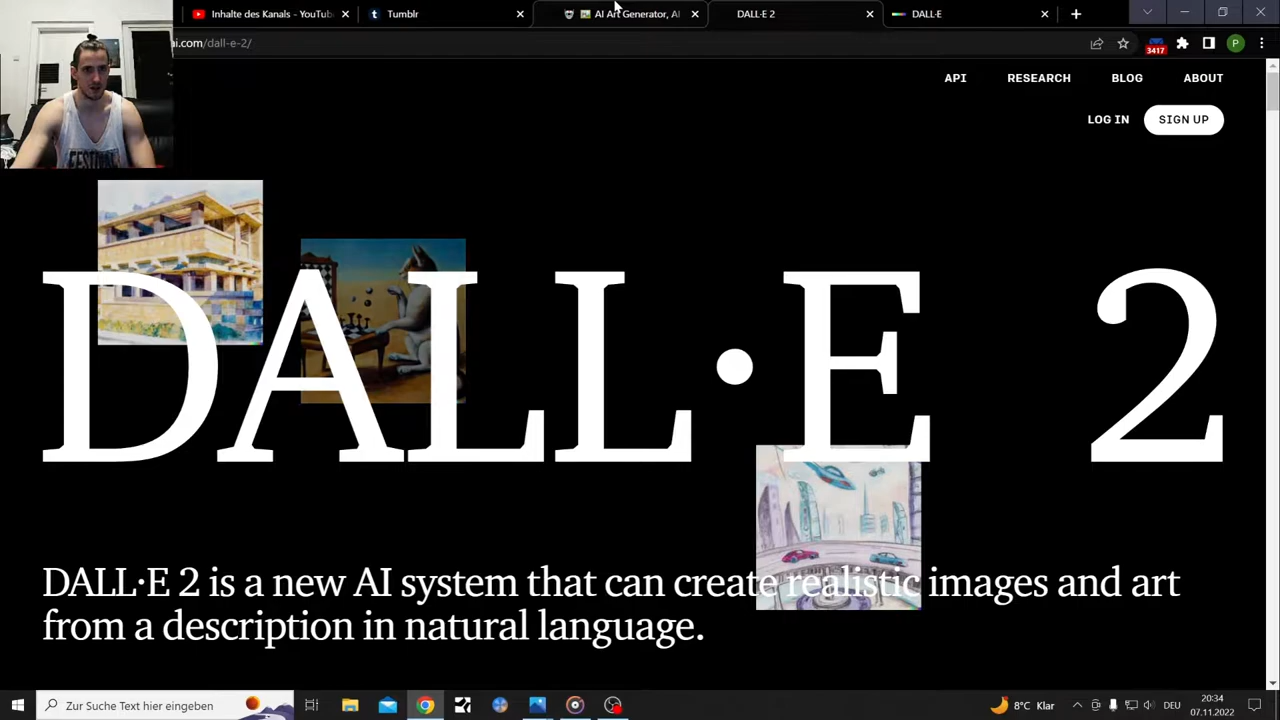 Inhalte des Kanals - YouTub
Tumblr
AI Art Generator, AI
DALL·E 2
DALL·E
ai.com/dall-e-2/
3417
P
API
RESEARCH
BLOG
ABOUT
LOG IN
SIGN UP
FESTIVAL
DALL·E 2
DALL·E 2 is a new AI system that can create realistic images and art
from a description in natural language.
Zur Suche Text hier eingeben
8°C Klar
DEU
20:34
07.11.2022